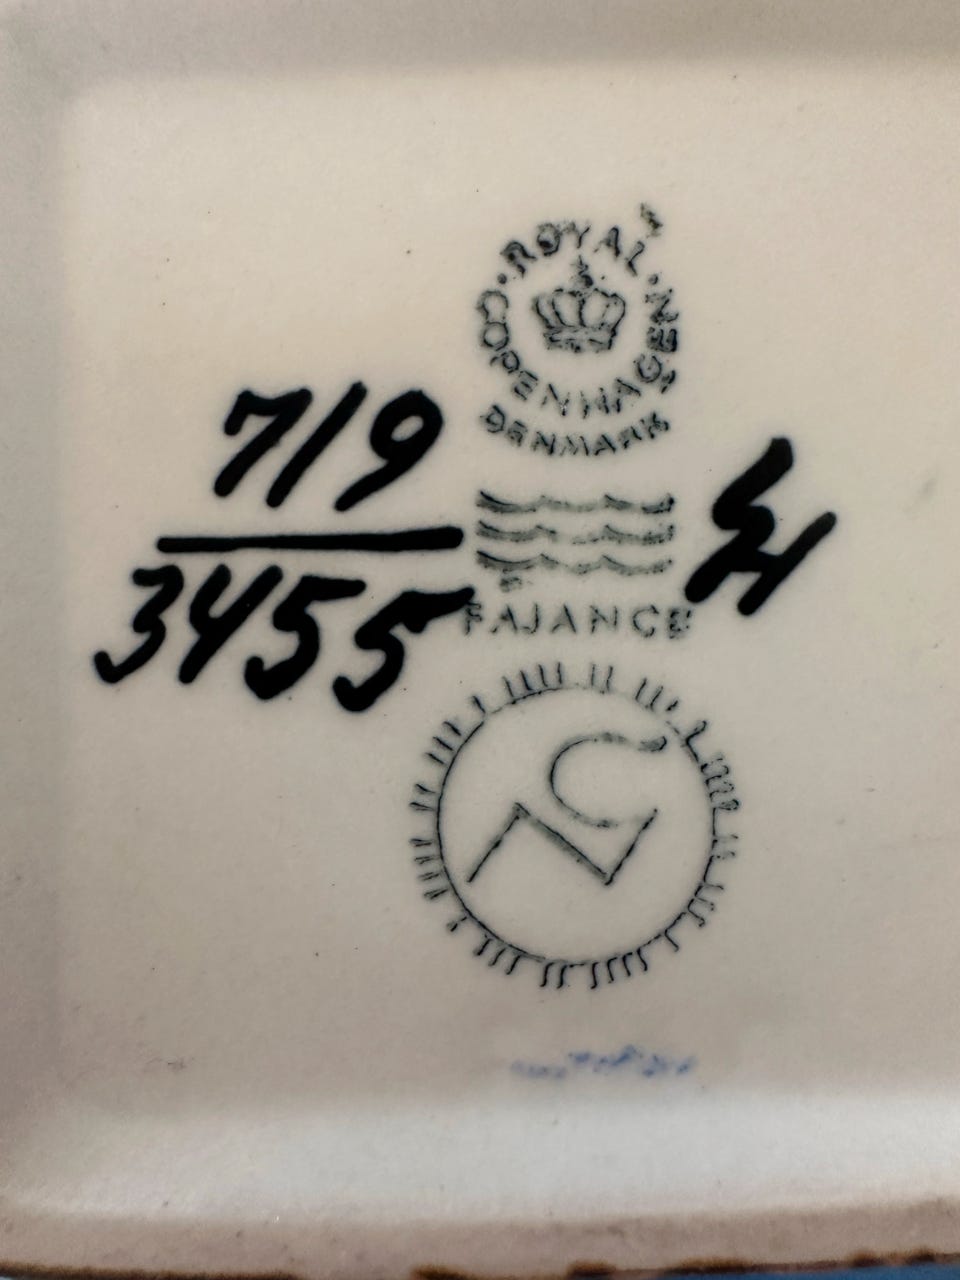 ROYAL COPENHAGEN
DENMARK
719
3455
FAJANCE